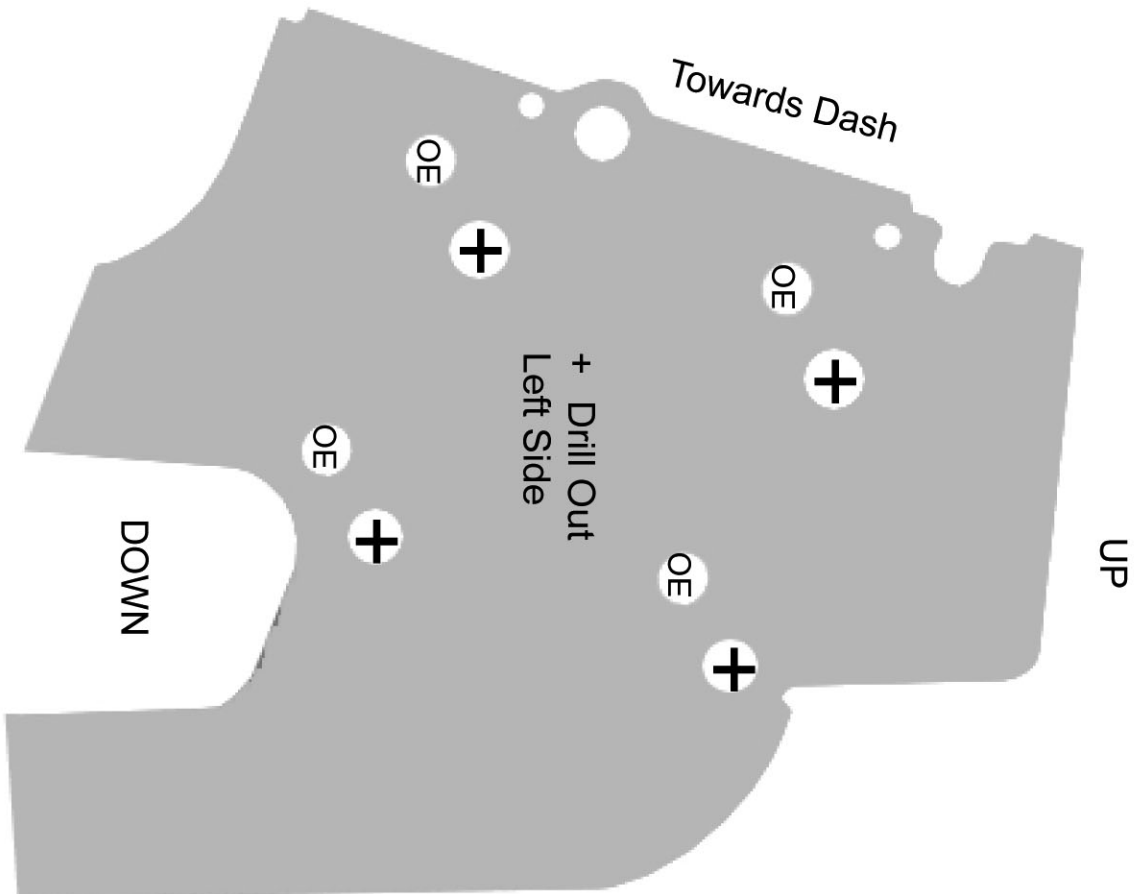 Towards Dash
OE
+
OE
+
+ Drill Out
Left Side
OE
+
OE
+
DOWN
UP